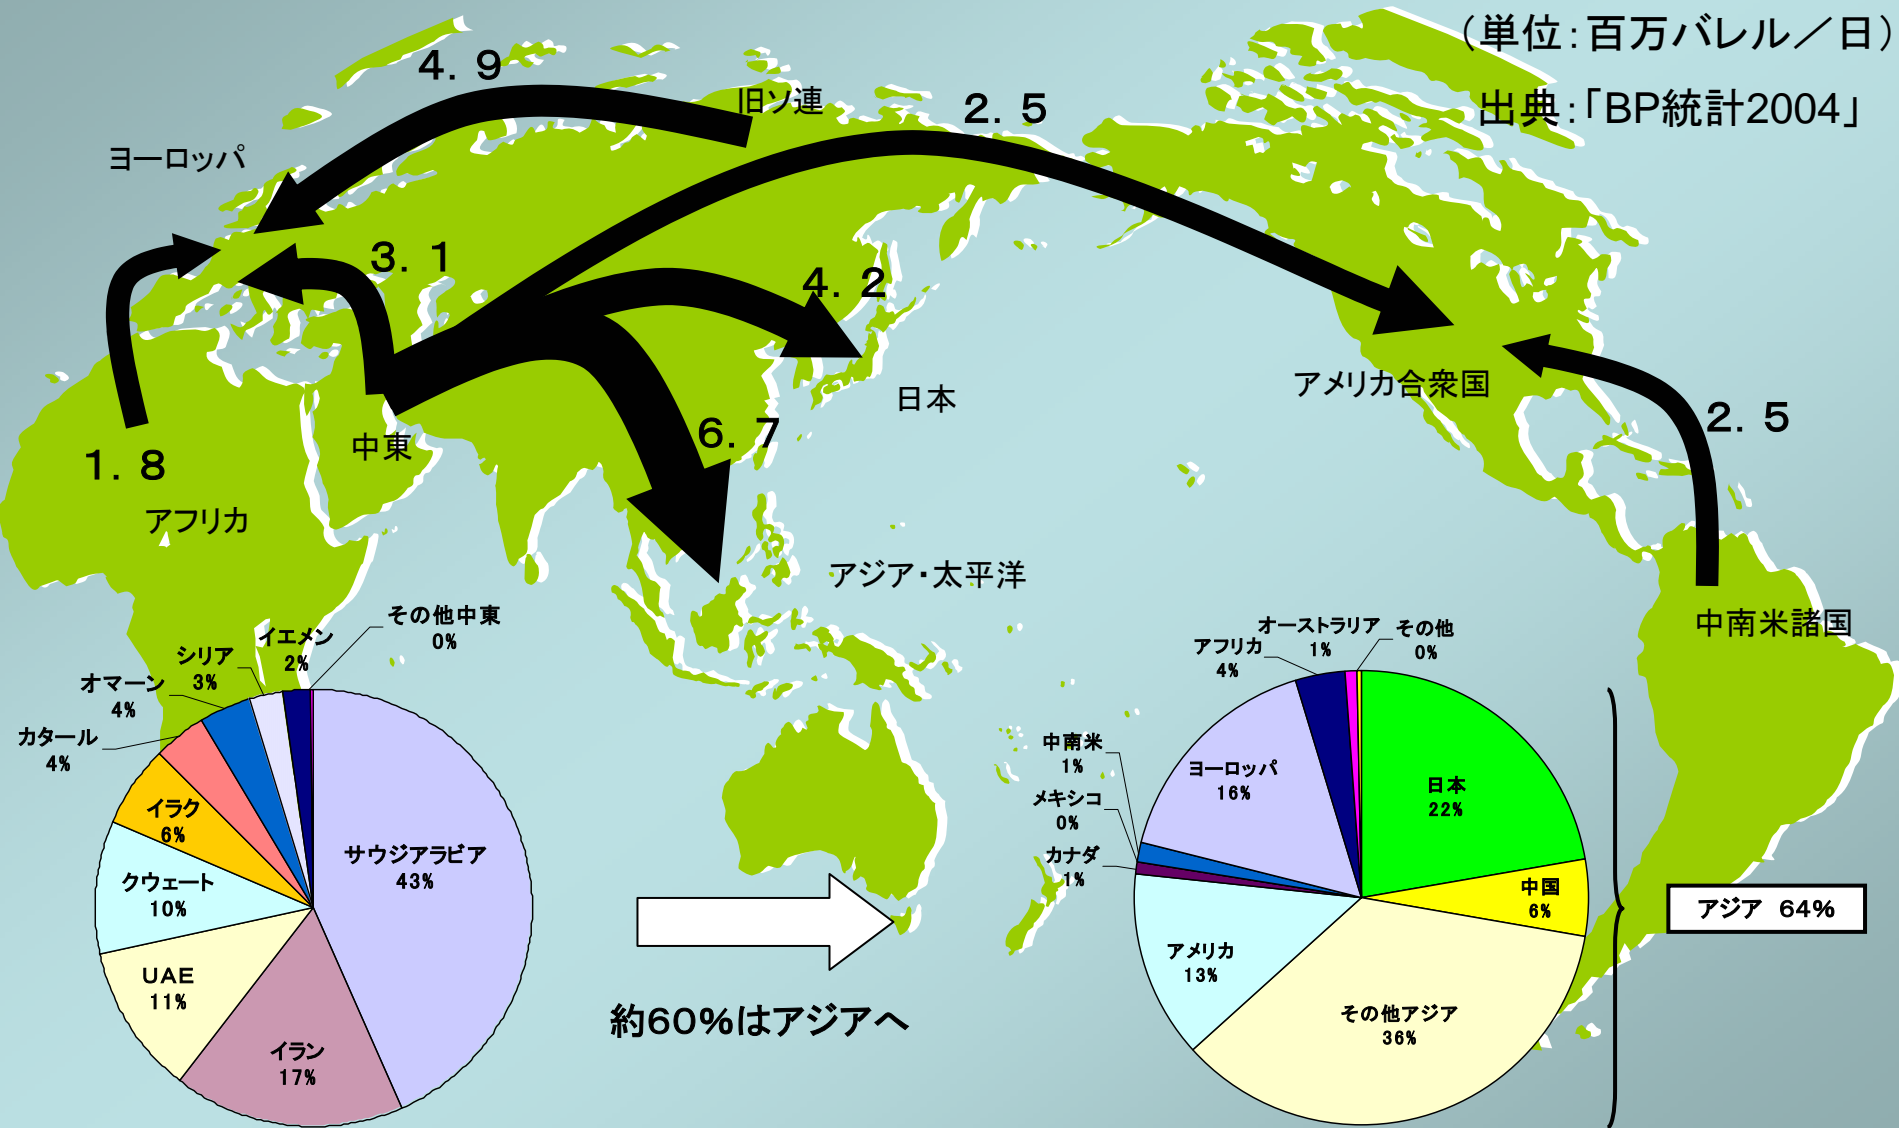 (単位:百万バレル／日)
出典:「BP統計2004」
4．9
旧ソ連
2．5
ヨーロッパ
3．1
4．2
日本
アメリカ合衆国
2．5
6．7
中東
1．8
アフリカ
アジア・太平洋
中南米諸国
その他中東
0%
イエメン
2%
シリア
3%
オマーン
4%
カタール
4%
イラク
6%
クウェート
10%
UAE
11%
イラン
17%
サウジアラビア
43%
約60%はアジアへ
オーストラリア
1%
その他
0%
アフリカ
4%
中南米
1%
メキシコ
0%
カナダ
1%
ヨーロッパ
16%
日本
22%
中国
6%
アメリカ
13%
その他アジア
36%
アジア 64%